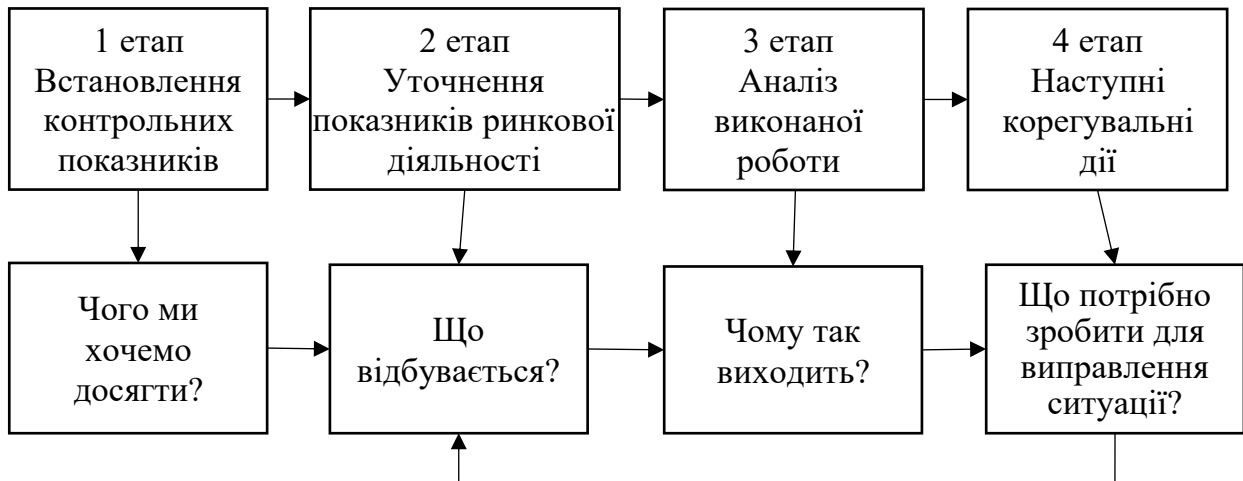 1 етап
Встановлення
контрольних
показників
2 етап
Уточнення
показників ринкової
діяльності
3 етап
Аналіз
виконаної
роботи
4 етап
Наступні
корегувальні
дії
Чого ми
хочемо
досягти?
Що
відбувається?
Чому так
виходить?
Що потрібно
зробити для
виправлення
ситуації?